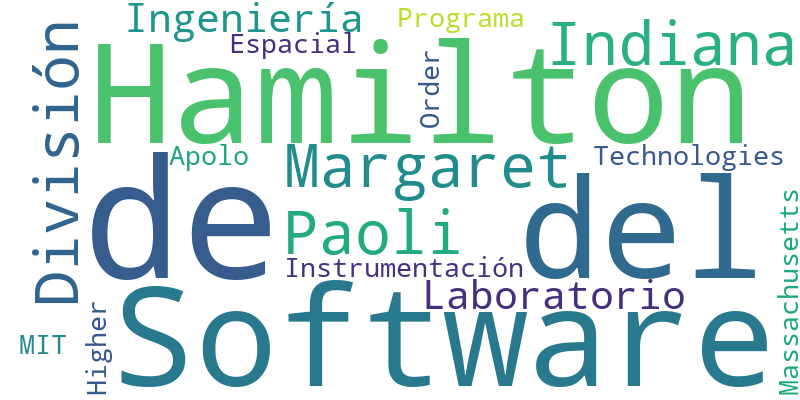 Ingeniería
Programa
Espacial
Indiana
División
Hamilton
Order
Apolo
Margaret
Technologies
de
Paoli
del
Instrumentación
Laboratorio
Software
MIT
Higher
Massachusetts